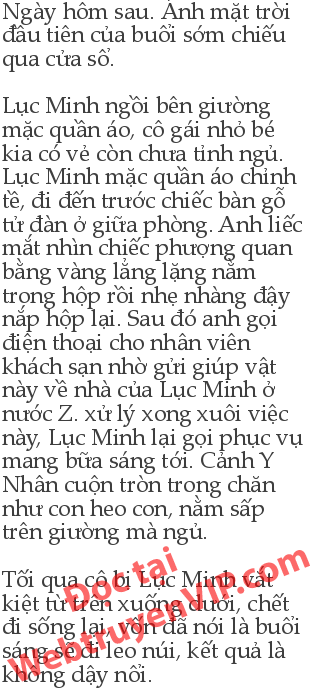 Ngày hôm sau. Ánh mặt trời
đầu tiên của buổi sớm chiếu
qua cửa sổ.
Lục Minh ngồi bên giường
mặc quần áo, cô gái nhỏ bé
kia có vẻ còn chưa tỉnh ngủ.
Lục Minh mặc quần áo chỉnh
tề, đi đến trước chiếc bàn gỗ
tử đàn ở giữa phòng. Anh liếc
mắt nhìn chiếc phượng quan
bằng vàng lẳng lặng nằm
trong hộp rồi nhẹ nhàng đậy
nắp hộp lại. Sau đó anh gọi
điện thoại cho nhân viên
khách sạn nhờ gửi giúp vật
này về nhà của Lục Minh ở
nước Z. xử lý xong xuôi việc
này, Lục Minh lại gọi phục vụ
mang bữa sáng tới. Cảnh Y
Nhân cuộn tròn trong chăn
như con heo con, nằm sấp
trên giường mà ngủ.
Tối qua cô bị Lục Minh vắt
kiệt từ trên xuống dưới, chết
đi sống lại, vốn đã nói là buổi
sáng sẽ đi leo núi, kết quả là
không dậy nổi.
Đọc tại
WebtruyenVIP.com